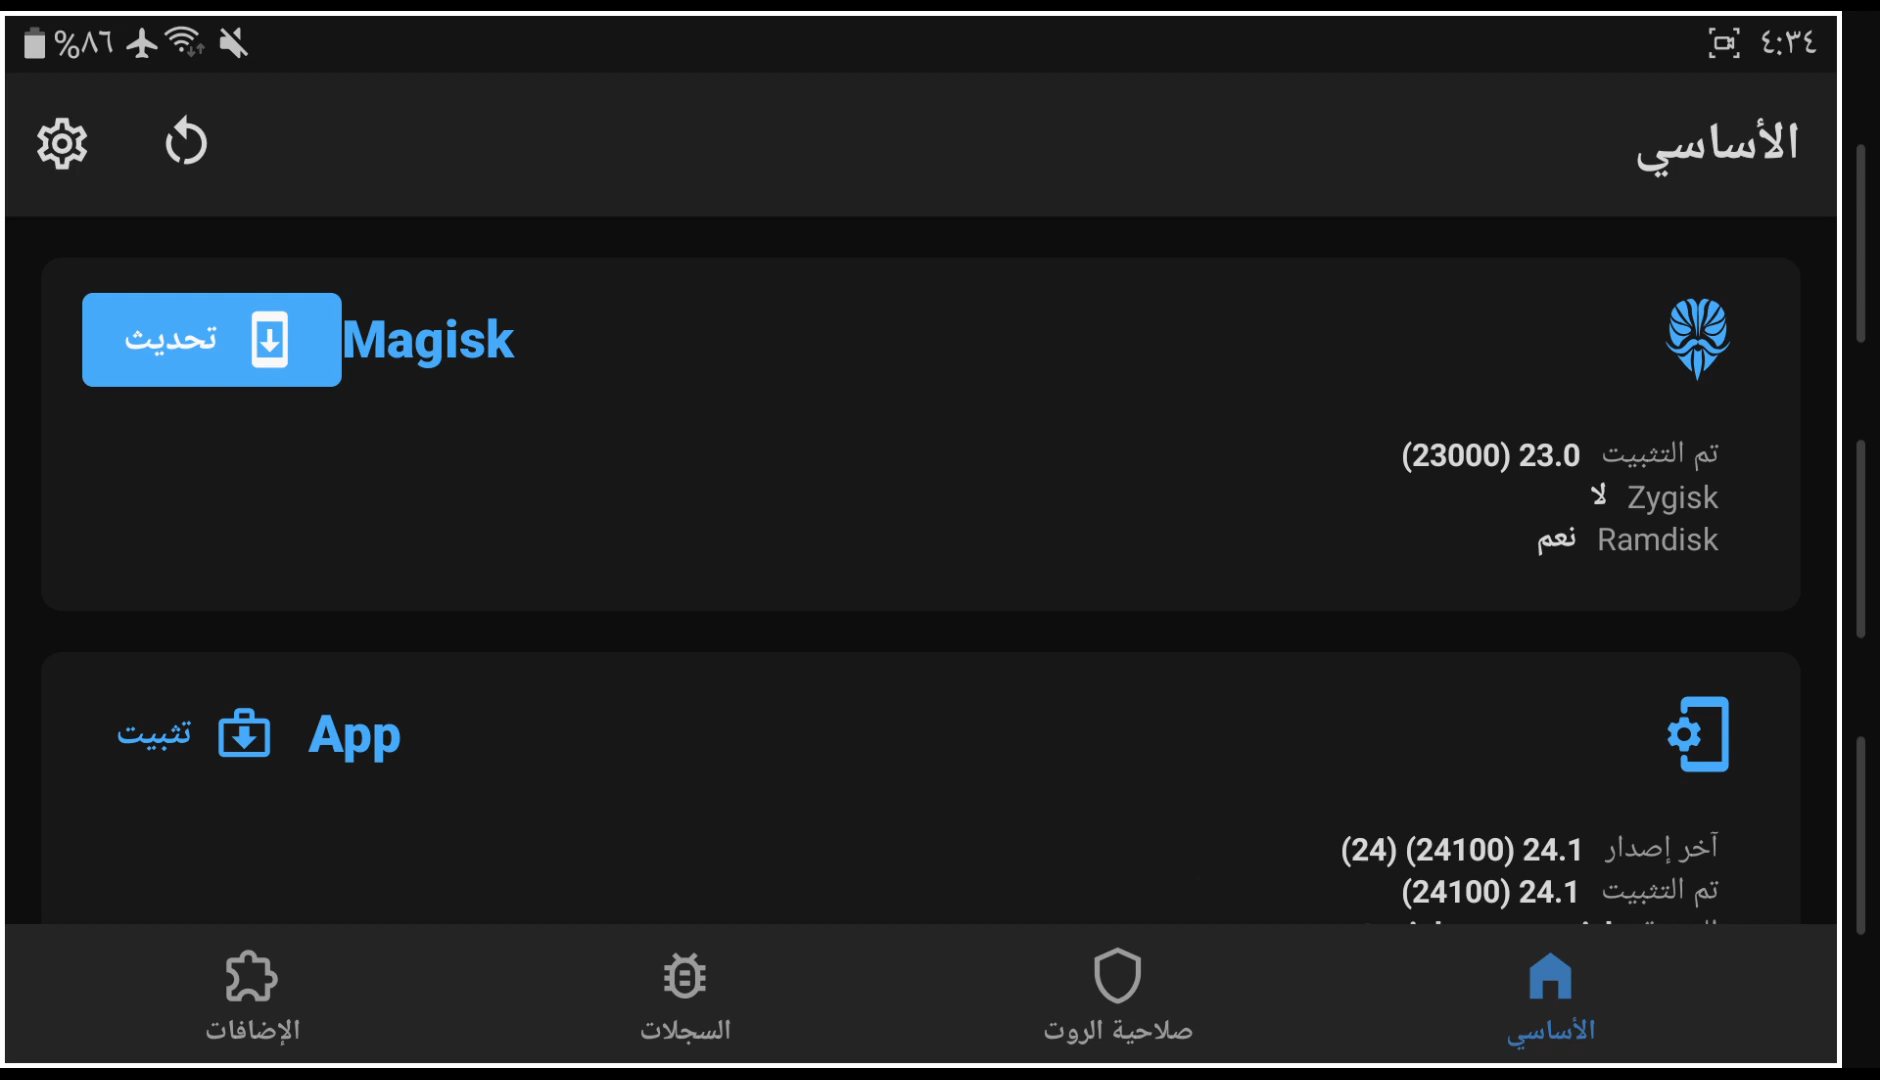 ٤:٣٤
%٨٦
الأساسي
Magisk
تحديث
تم التثبيت 23.0 (23000)
Zygisk لا
Ramdisk نعم
App
تثبيت
آخر إصدار 24.1 (24100) (24)
تم التثبيت 24.1 (24100)
الأساسي
صلاحية الروت
السجلات
الإضافات